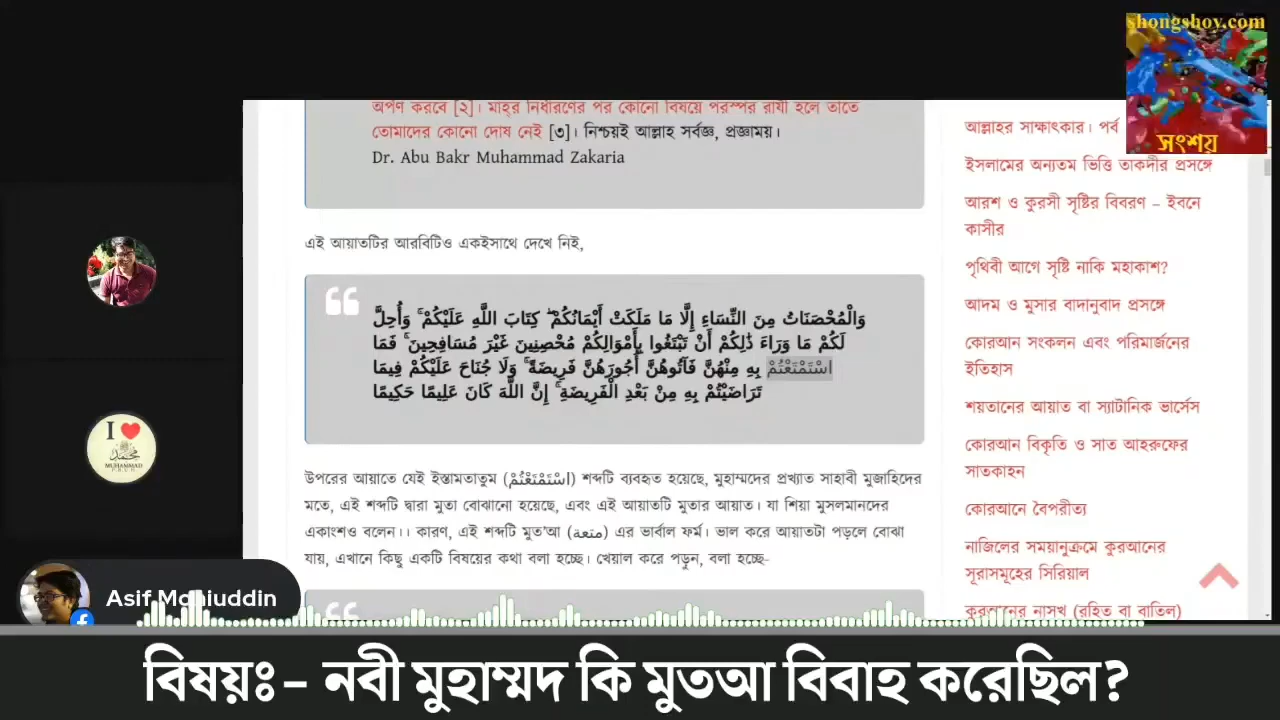 shongshoy.com
সংশয়
অর্পণ করবে [২]। মাহ্‌র নির্ধারণের পর কোনো বিষয়ে পরস্পর রাযী হলে তাতে
তোমাদের কোনো দোষ নেই [৩]। নিশ্চয়ই আল্লাহ সর্বজ্ঞ, প্রজ্ঞাময়।
Dr. Abu Bakr Muhammad Zakaria
এই আয়াতটির আরবিটিও একইসাথে দেখে নিই,
وَالْمُحْصَنَاتُ مِنَ النِّسَاءِ إِلَّا مَا مَلَكَتْ أَيْمَانُكُمْ ۖ كِتَابَ اللَّهِ عَلَيْكُمْ ۚ وَأُحِلَّ
لَكُمْ مَا وَرَاءَ ذَٰلِكُمْ أَنْ تَبْتَغُوا بِأَمْوَالِكُمْ مُحْصِنِينَ غَيْرَ مُسَافِحِينَ ۚ فَمَا
اسْتَمْتَعْتُمْ بِهِ مِنْهُنَّ فَآتُوهُنَّ أُجُورَهُنَّ فَرِيضَةً ۚ وَلَا جُنَاحَ عَلَيْكُمْ فِيمَا
تَرَاضَيْتُمْ بِهِ مِنْ بَعْدِ الْفَرِيضَةِ ۚ إِنَّ اللَّهَ كَانَ عَلِيمًا حَكِيمًا
উপরের আয়াতে যেই ইস্তামতাতুম (اسْتَمْتَعْتُمْ) শব্দটি ব্যবহৃত হয়েছে, মুহাম্মদের প্রখ্যাত সাহাবী মুজাহিদের
মতে, এই শব্দটি দ্বারা মুতা বোঝানো হয়েছে, এবং এই আয়াতটি মুতার আয়াত। যা শিয়া মুসলমানদের
একাংশও বলেন।। কারণ, এই শব্দটি মুত'আ (متعة) এর ভার্বাল ফর্ম। ভাল করে আয়াতটা পড়লে বোঝা
যায়, এখানে কিছু একটি বিষয়ের কথা বলা হচ্ছে। খেয়াল করে পড়ুন, বলা হচ্ছে-
আল্লাহর সাক্ষাৎকার। পর্ব
ইসলামের অন্যতম ভিত্তি তাকদীর প্রসঙ্গে
আরশ ও কুরসী সৃষ্টির বিবরণ – ইবনে
কাসীর
পৃথিবী আগে সৃষ্টি নাকি মহাকাশ?
আদম ও মুসার বাদানুবাদ প্রসঙ্গে
কোরআন সংকলন এবং পরিমার্জনের
ইতিহাস
শয়তানের আয়াত বা স্যাটানিক ভার্সেস
কোরআন বিকৃতি ও সাত আহরুফের
সাতকাহন
কোরআনে বৈপরীত্য
নাজিলের সময়ানুক্রমে কুরআনের
সূরাসমূহের সিরিয়াল
কুরআনের নাসখ (রহিত বা বাতিল)
I
MUHAMMAD
Asif Mohiuddin
বিষয়ঃ– নবী মুহাম্মদ কি মুতআ বিবাহ করেছিল?